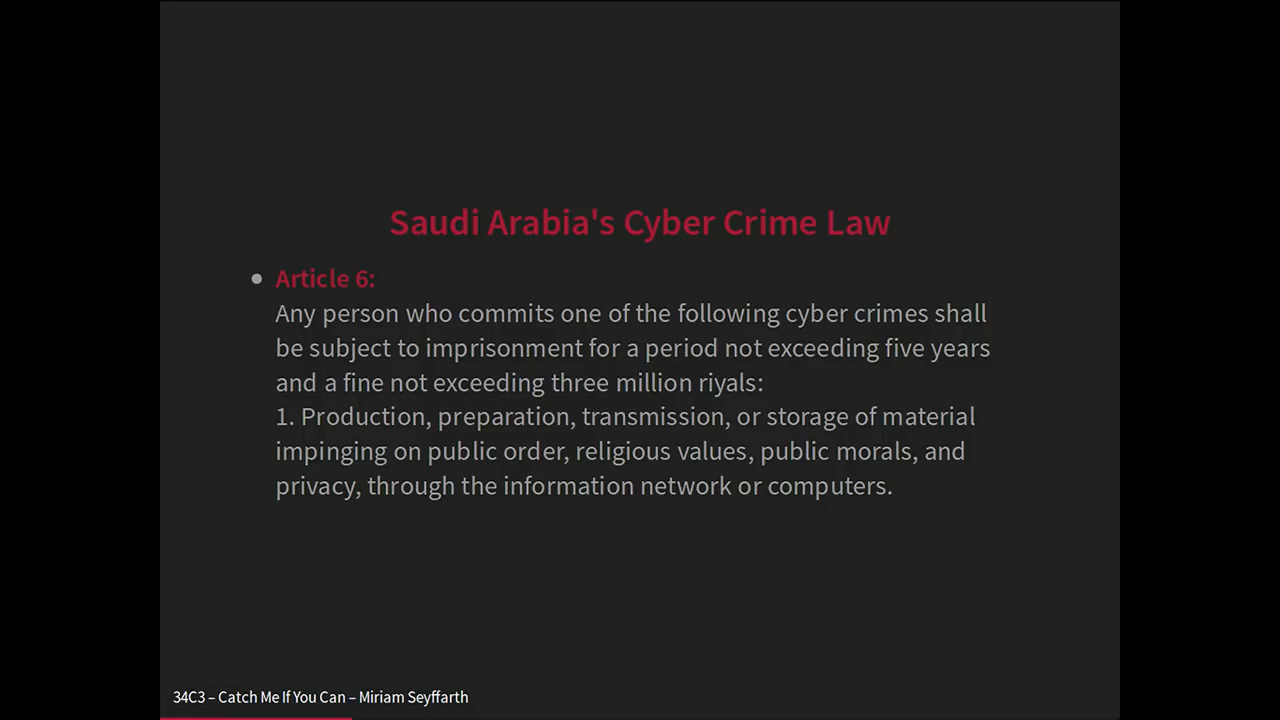 Saudi Arabia's Cyber Crime Law
Article 6:
Any person who commits one of the following cyber crimes shall
be subject to imprisonment for a period not exceeding five years
and a fine not exceeding three million riyals:
1. Production, preparation, transmission, or storage of material
impinging on public order, religious values, public morals, and
privacy, through the information network or computers.
34C3 – Catch Me If You Can – Miriam Seyffarth